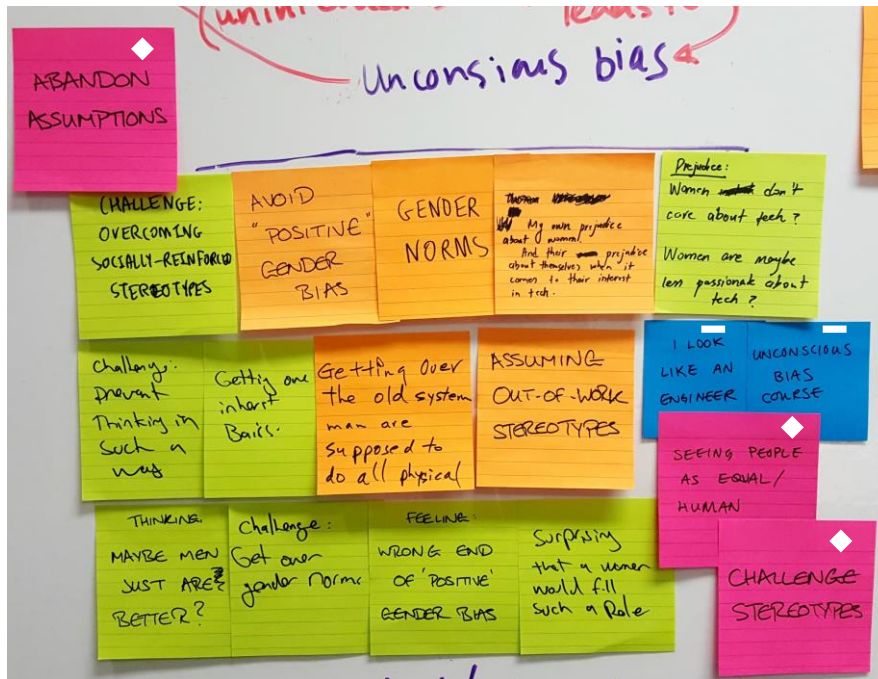 Unconsious bias
ABANDON
ASSUMPTIONS
CHALLENGE:
OVERCOMING
SOCIALLY-REINFORCED
STEREOTYPES
AVOID
"POSITIVE"
GENDER
BIAS
GENDER
NORMS
My own prejudice
about women.
And their prejudice
about themselves when it
comes to their interest
in tech.
Prejudice:
Women don't
care about tech?
Women are maybe
less passionate about
tech?
Challenge:
Prevent
Thinking in
Such a
way
Getting over
inherit
Getting over
the old system
man are
supposed to
do all physical
ASSUMING
OUT-OF-WORK
STEREOTYPES
I LOOK
LIKE AN
ENGINEER
UNCONSCIOUS
BIAS
COURSE
SEEING PEOPLE
AS EQUAL/
HUMAN
THINKING:
MAYBE MEN
JUST ARE
BETTER?
Challenge:
Get over
gender norms
FEELING:
WRONG END
OF 'POSITIVE'
GENDER BIAS
Surprising
that a women
would fill
such a Role
CHALLENGE
STEREOTYPES